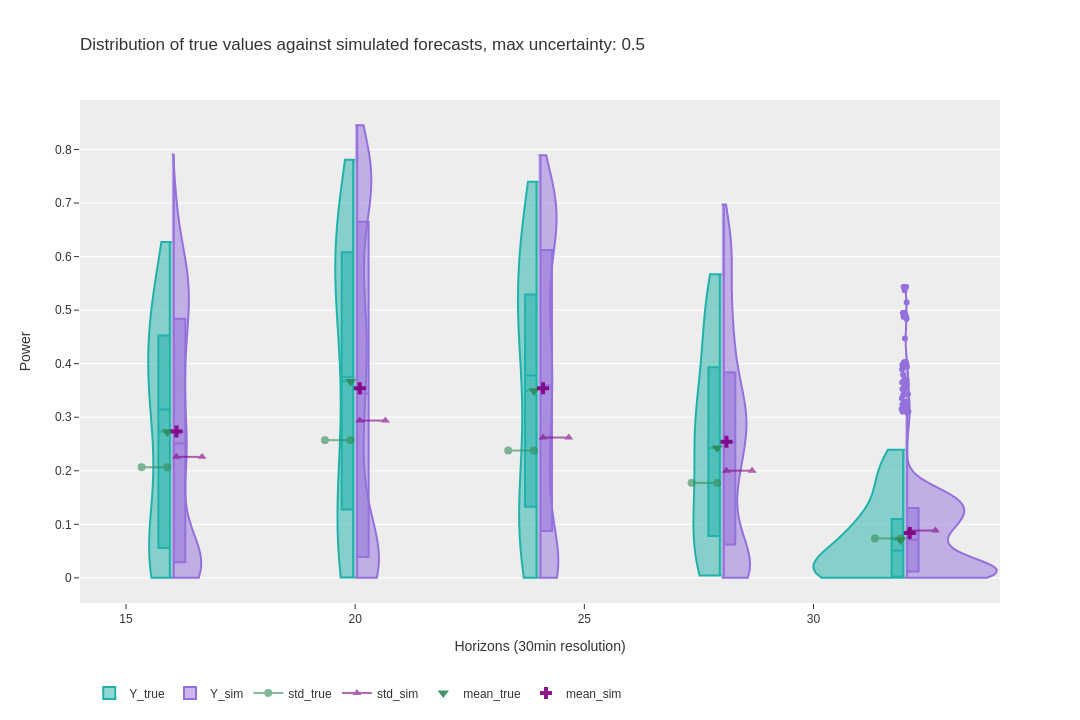 Distribution of true values against simulated forecasts, max uncertainty: 0.5
0.8
0.7
0.6
0.5
0.4
0.3
0.2
0.1
0
Power
15 20 25 30
Horizons (30min resolution)
Y_true Y_sim std_true std_sim mean_true mean_sim